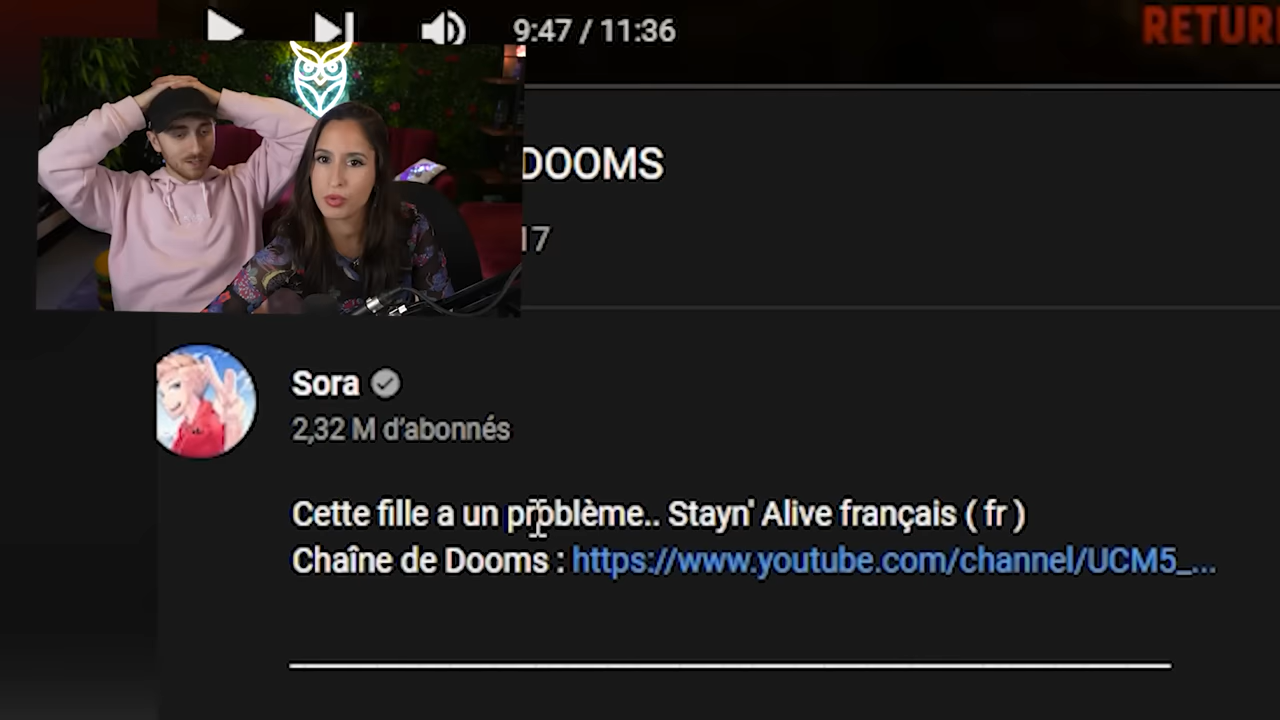 9:47 / 11:36
DOOMS
17
Sora
2,32 M d'abonnés
Cette fille a un problème.. Stayn' Alive français ( fr )
Chaîne de Dooms : https://www.youtube.com/channel/UCM5_...